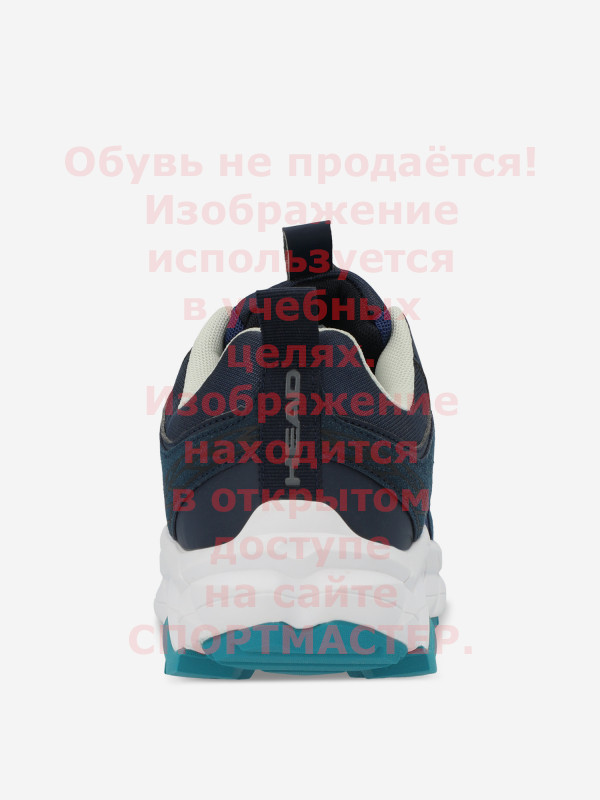 Обувь не продаётся!
Изображение
используется
в учебных
целях.
Изображение
HEAD
находится
в открытом
доступе
на сайте
СПОРТМАСТЕР.